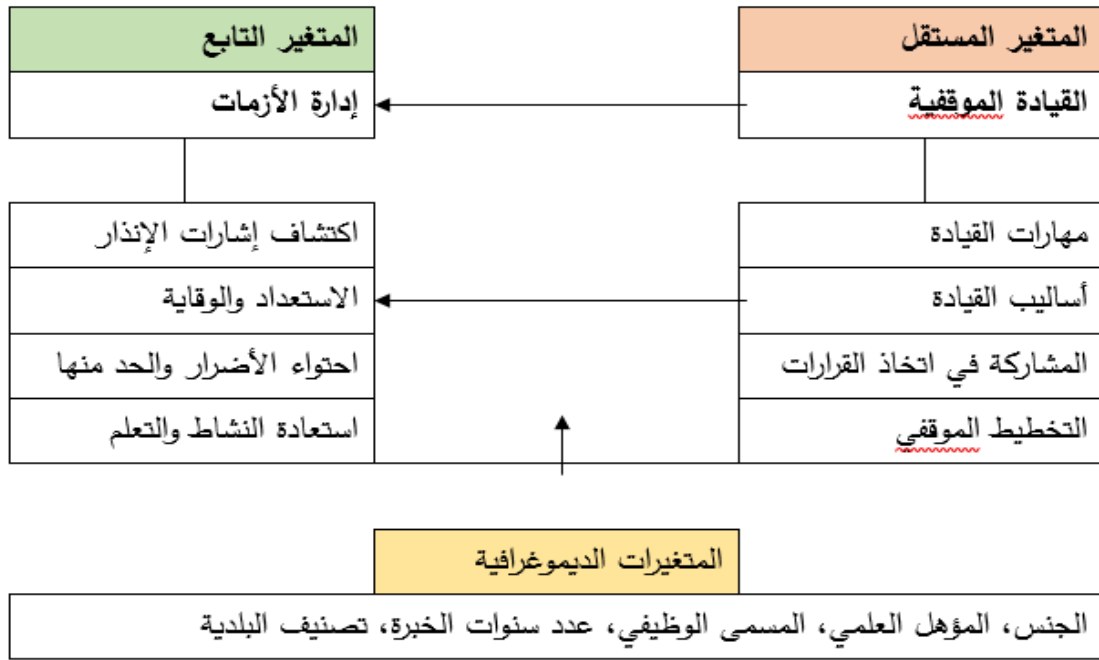 المتغير المستقل
المتغير التابع
القيادة الموقفية
إدارة الأزمات
مهارات القيادة
اكتشاف إشارات الإنذار
أساليب القيادة
الاستعداد والوقاية
المشاركة في اتخاذ القرارات
احتواء الأضرار والحد منها
التخطيط الموقفي
استعادة النشاط والتعلم
المتغيرات الديموغرافية
الجنس، المؤهل العلمي، المسمى الوظيفي، عدد سنوات الخبرة، تصنيف البلدية